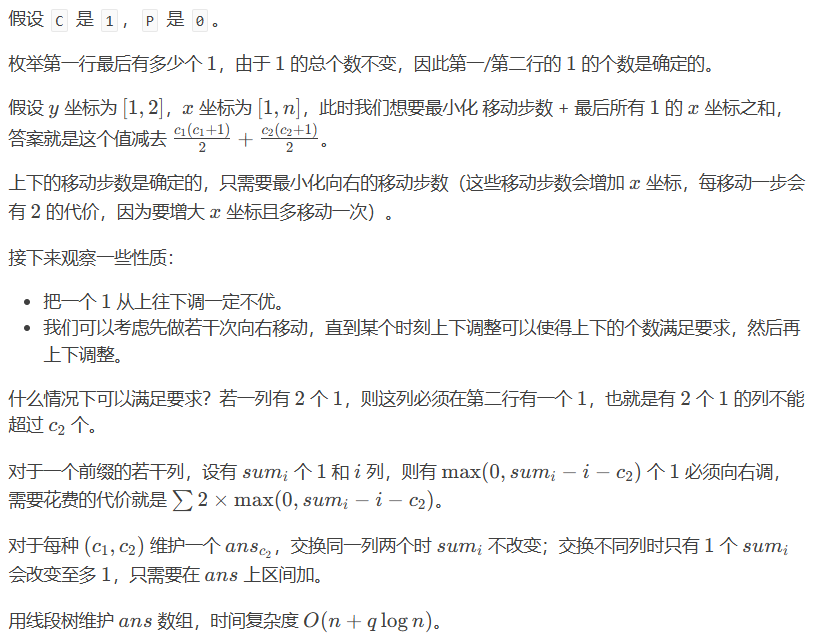 假设 C 是 1 ， P 是 0 。
枚举第一行最后有多少个 1，由于 1 的总个数不变，因此第一/第二行的 1 的个数是确定的。
假设 y 坐标为 [1, 2]，x 坐标为 [1, n]，此时我们想要最小化 移动步数 + 最后所有 1 的 x 坐标之和，
答案就是这个值减去 \frac{c_1(c_1+1)}{2} + \frac{c_2(c_2+1)}{2}。
上下的移动步数是确定的，只需要最小化向右的移动步数（这些移动步数会增加 x 坐标，每移动一步会
有 2 的代价，因为要增大 x 坐标且多移动一次）。
接下来观察一些性质：
• 把一个 1 从上往下调一定不优。
• 我们可以考虑先做若干次向右移动，直到某个时刻上下调整可以使得上下的个数满足要求，然后再
上下调整。
什么情况下可以满足要求？若一列有 2 个 1，则这列必须在第二行有一个 1，也就是有 2 个 1 的列不能
超过 c_2 个。
对于一个前缀的若干列，设有 sum_i 个 1 和 i 列，则有 max(0, sum_i − i − c_2) 个 1 必须向右调，
需要花费的代价就是 ∑ 2 × max(0, sum_i − i − c_2)。
对于每种 (c_1, c_2) 维护一个 ans_{c_2}，交换同一列两个时 sum_i 不改变；交换不同列时只有 1 个 sum_i
会改变至多 1，只需要在 ans 上区间加。
用线段树维护 ans 数组，时间复杂度 O(n + q log n)。